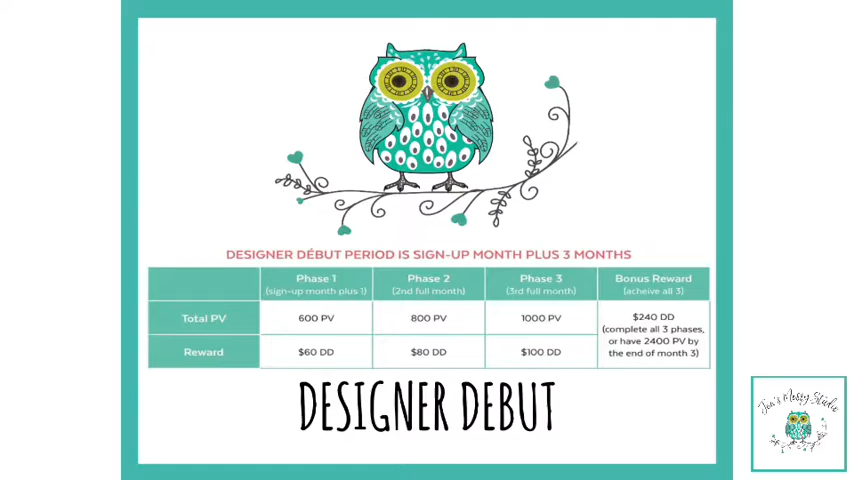 DESIGNER DÉBUT PERIOD IS SIGN-UP MONTH PLUS 3 MONTHS
Phase 1 Phase 2 Phase 3 Bonus Reward
(sign-up month plus 1) (2nd full month) (3rd full month) (acheive all 3)
Total PV 600 PV 800 PV 1000 PV $240 DD
(complete all 3 phases,
or have 2400 PV by
the end of month 3)
Reward $60 DD $80 DD $100 DD
DESIGNER DEBUT
Jen's Messy Studio